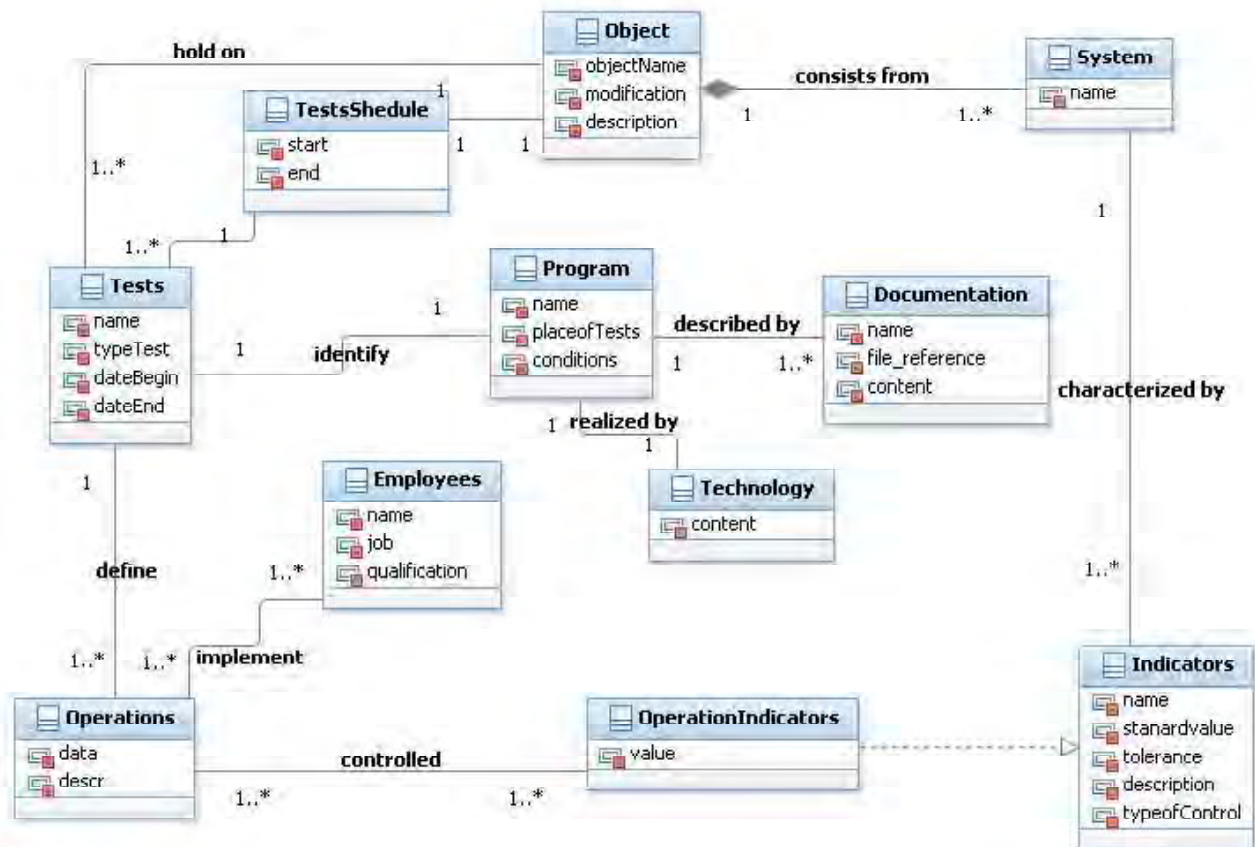 Object
objectName
modification
description
hold on
1
1..*
consists from
1
1..*
System
name
TestsShedule
start
end
1
1
1
1..*
Tests
name
typeTest
dateBegin
dateEnd
1
identify
1
Program
name
placeofTests
conditions
described by
1
1..*
Documentation
name
file_reference
content
1
characterized by
1..*
1
realized by
1
Technology
content
Employees
name
job
qualification
1
define
1..*
1..*
implement
1..*
Operations
data
descr
controlled
1..*
1..*
OperationIndicators
value
Indicators
name
stanardvalue
tolerance
description
typeofControl